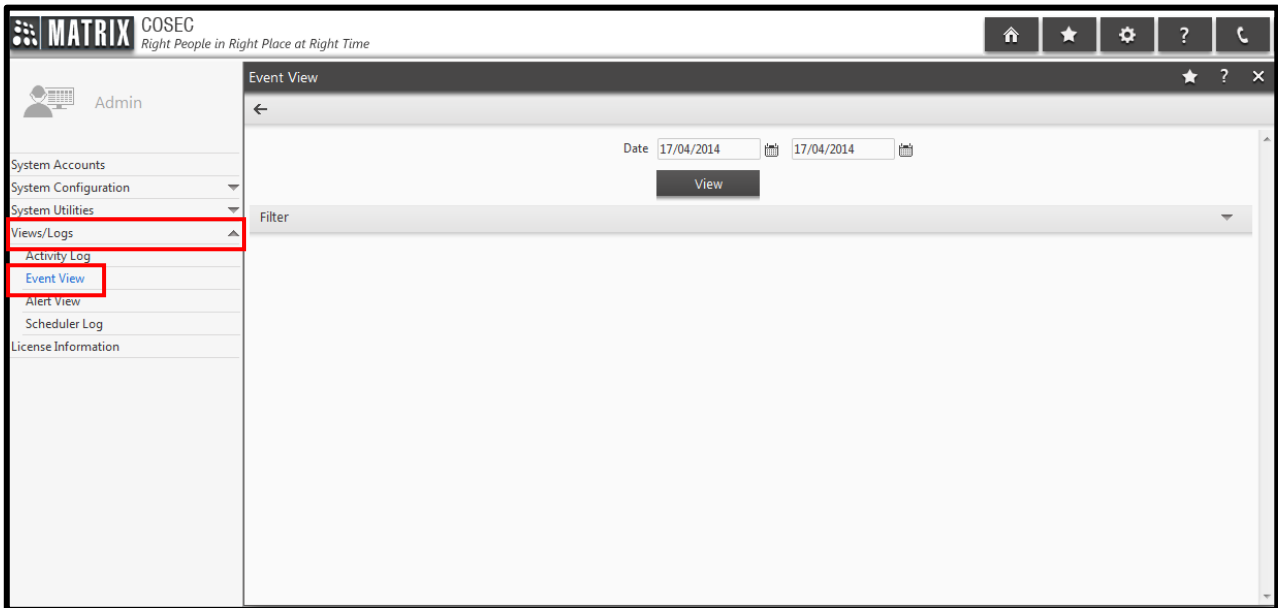 MATRIX COSEC
Right People in Right Place at Right Time
?
Admin
Event View
?
Date 17/04/2014 17/04/2014
View
Filter
System Accounts
System Configuration
System Utilities
Views/Logs
Activity Log
Event View
Alert View
Scheduler Log
License Information